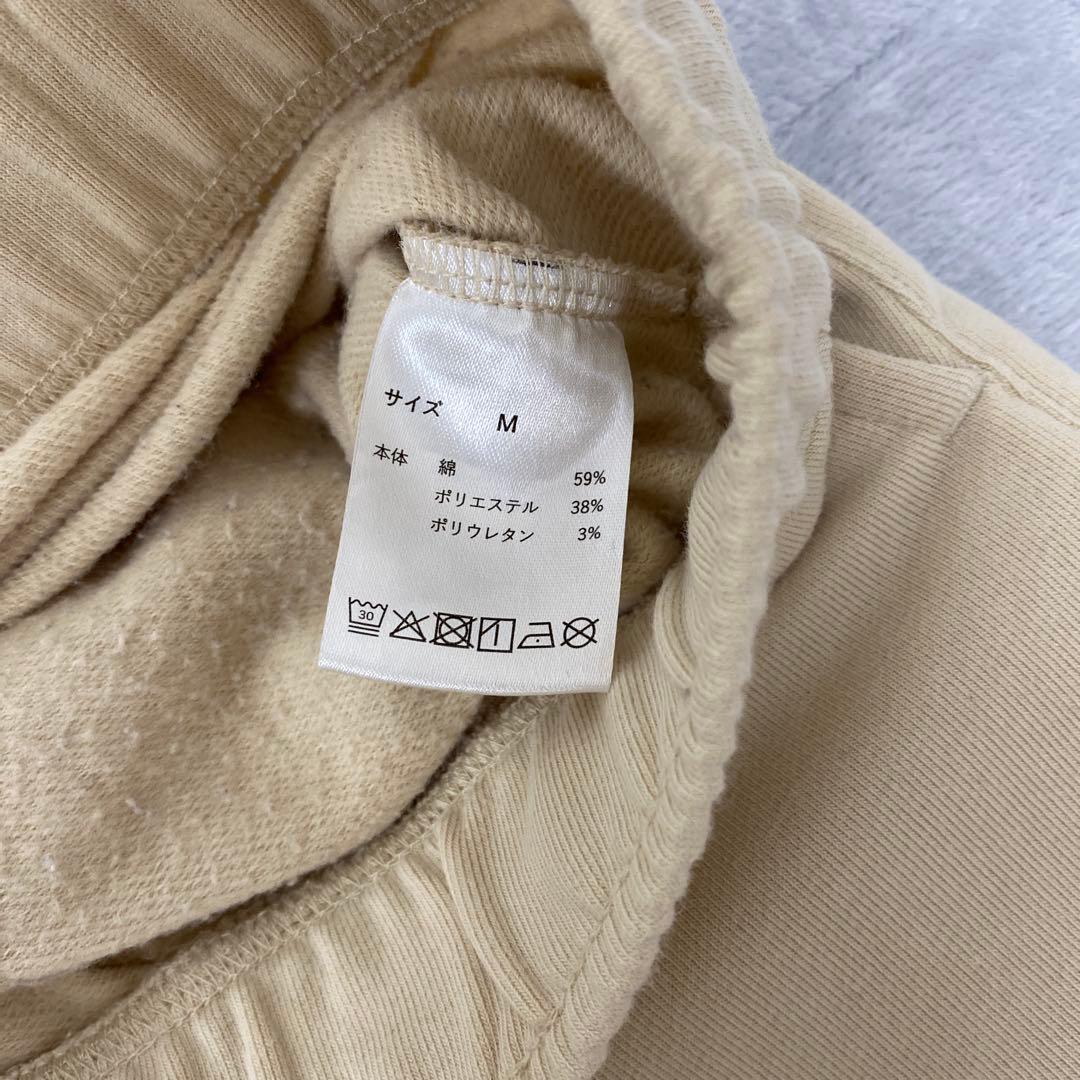 サイズ M
本体 綿 59%
ポリエステル 38%
ポリウレタン 3%
30